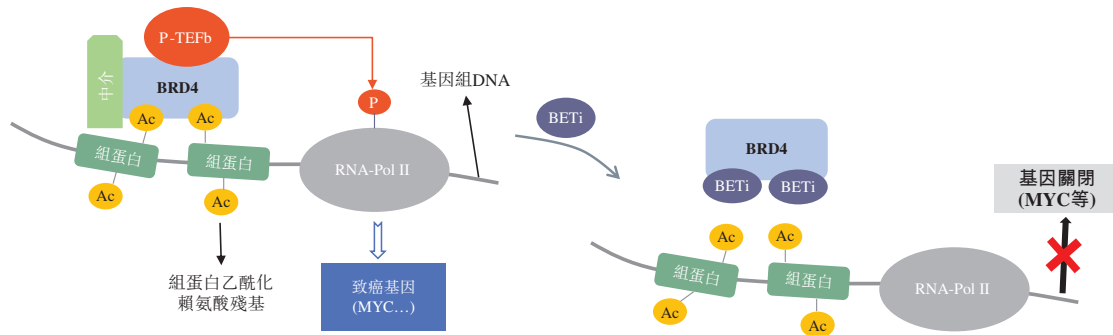 P-TEFb
中介
BRD4
Ac
Ac
P
組蛋白
組蛋白
Ac
Ac
RNA-Pol II
基因組DNA
組蛋白乙酰化
賴氨酸殘基
致癌基因
(MYC…)
BETi
BRD4
BETi
BETi
Ac
Ac
組蛋白
組蛋白
Ac
Ac
RNA-Pol II
基因關閉
(MYC等)